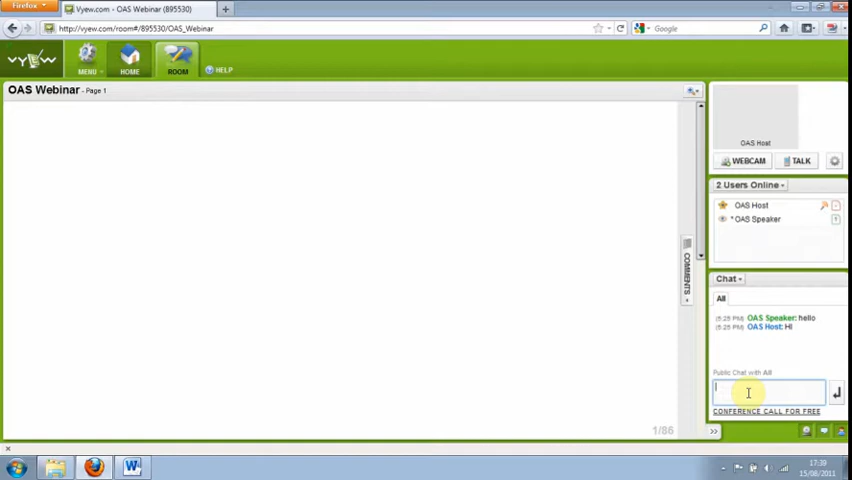 Firefox
Vyew.com - OAS Webinar (895530)
vyew.com/room#/895530/OAS_Webinar
Google
VYEW
MENU
HOME
ROOM
HELP
OAS Webinar - Page 1
OAS Host
WEBCAM
TALK
2 Users Online
OAS Host
* OAS Speaker
COMMENTS
Chat
All
(5:25 PM) OAS Speaker: hello
(5:25 PM) OAS Host: Hi
Public Chat with All
CONFERENCE CALL FOR FREE
1/86
17:39
15/08/2011